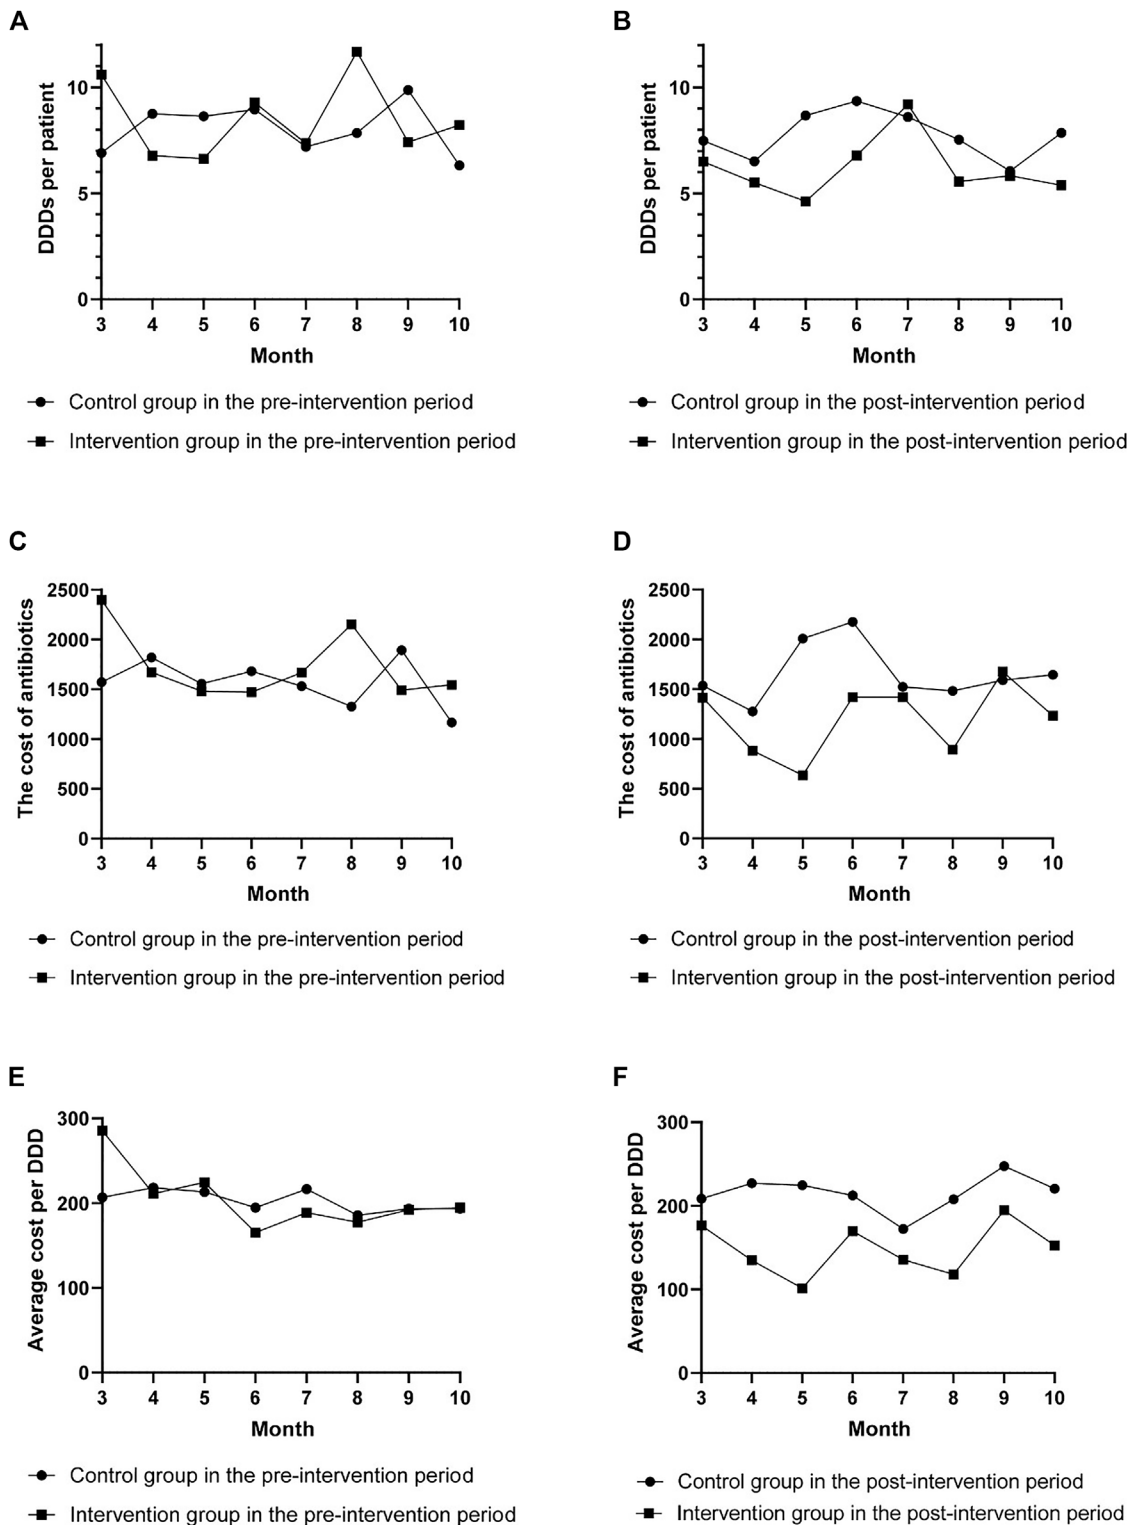 A
DDDs per patient
10
5
0
3 4 5 6 7 8 9 10
Month
Control group in the pre-intervention period
Intervention group in the pre-intervention period
B
DDDs per patient
10
5
0
3 4 5 6 7 8 9 10
Month
Control group in the post-intervention period
Intervention group in the post-intervention period
C
The cost of antibiotics
2500
2000
1500
1000
500
0
3 4 5 6 7 8 9 10
Month
Control group in the pre-intervention period
Intervention group in the pre-intervention period
D
The cost of antibiotics
2500
2000
1500
1000
500
0
3 4 5 6 7 8 9 10
Month
Control group in the post-intervention period
Intervention group in the post-intervention period
E
Average cost per DDD
300
200
100
0
3 4 5 6 7 8 9 10
Month
Control group in the pre-intervention period
Intervention group in the pre-intervention period
F
Average cost per DDD
300
200
100
0
3 4 5 6 7 8 9 10
Month
Control group in the post-intervention period
Intervention group in the post-intervention period